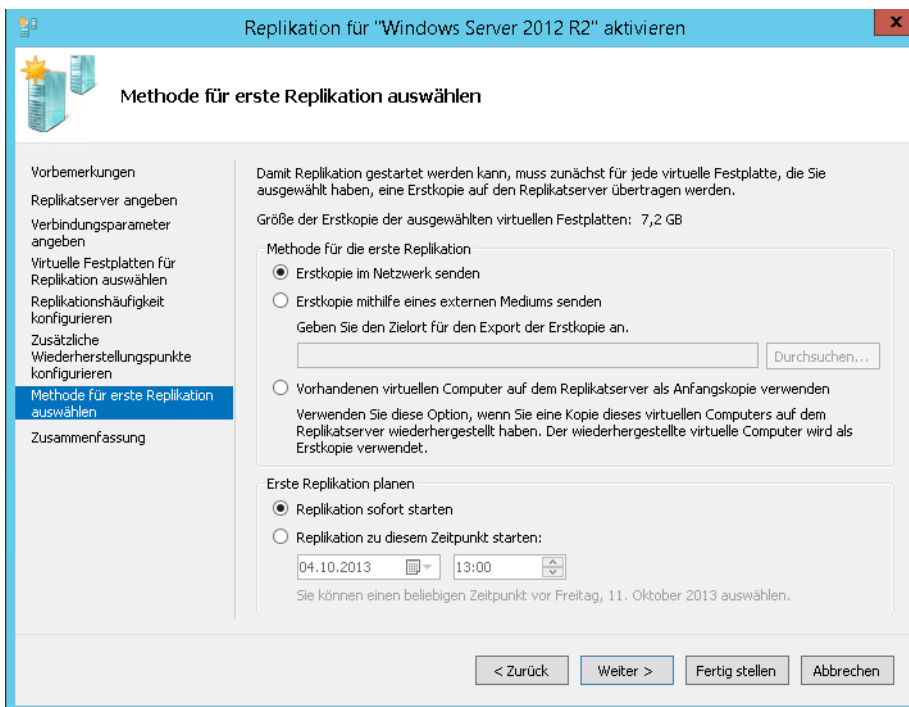 Replikation für "Windows Server 2012 R2" aktivieren
x
Methode für erste Replikation auswählen
Vorbemerkungen
Replikatserver angeben
Verbindungsparameter
angeben
Virtuelle Festplatten für
Replikation auswählen
Replikationshäufigkeit
konfigurieren
Zusätzliche
Wiederherstellungspunkte
konfigurieren
Methode für erste Replikation
auswählen
Zusammenfassung
Damit Replikation gestartet werden kann, muss zunächst für jede virtuelle Festplatte, die Sie
ausgewählt haben, eine Erstkopie auf den Replikatserver übertragen werden.
Größe der Erstkopie der ausgewählten virtuellen Festplatten: 7,2 GB
Methode für die erste Replikation
Erstkopie im Netzwerk senden
Erstkopie mithilfe eines externen Mediums senden
Geben Sie den Zielort für den Export der Erstkopie an.
Durchsuchen...
Vorhandenen virtuellen Computer auf dem Replikatserver als Anfangskopie verwenden
Verwenden Sie diese Option, wenn Sie eine Kopie dieses virtuellen Computers auf dem
Replikatserver wiederhergestellt haben. Der wiederhergestellte virtuelle Computer wird als
Erstkopie verwendet.
Erste Replikation planen
Replikation sofort starten
Replikation zu diesem Zeitpunkt starten:
04.10.2013 13:00
Sie können einen beliebigen Zeitpunkt vor Freitag, 11. Oktober 2013 auswählen.
< Zurück Weiter > Fertig stellen Abbrechen